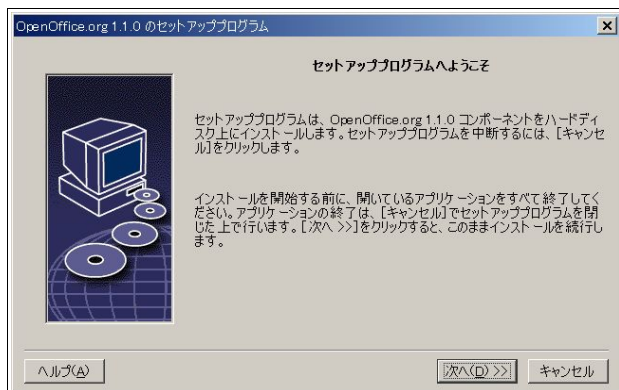 OpenOffice.org 1.1.0 のセットアッププログラム
セットアッププログラムへようこそ
セットアッププログラムは、OpenOffice.org 1.1.0 コンポーネントをハードディ
スク上にインストールします。セットアッププログラムを中断するには、[キャンセ
ル]をクリックします。
インストールを開始する前に、開いているアプリケーションをすべて終了してく
ださい。アプリケーションの終了は、[キャンセル]でセットアッププログラムを閉
じた上で行います。[次へ >>]をクリックすると、このままインストールを続行し
ます。
ヘルプ(A)
次へ(D) >>
キャンセル